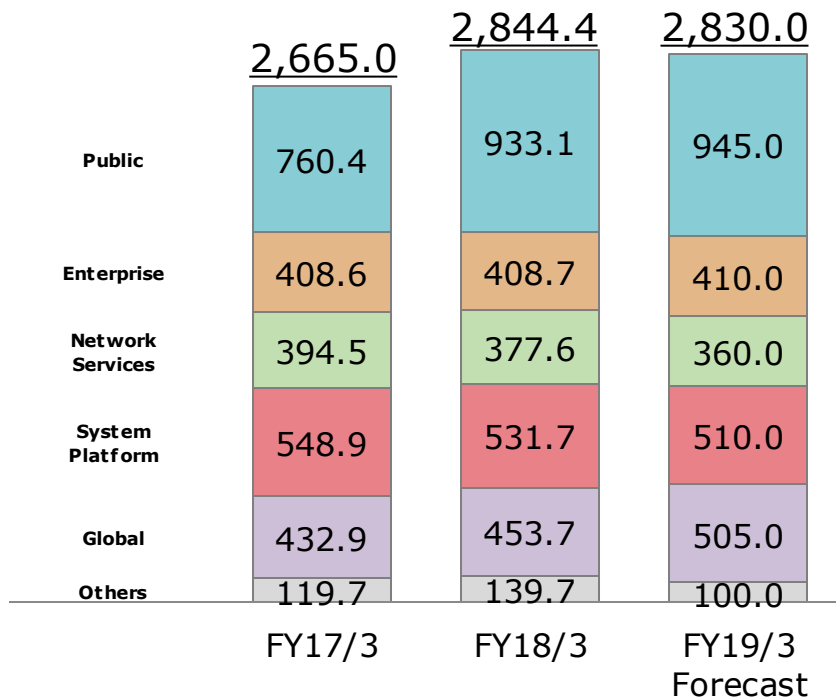 2,665.0 2,844.4 2,830.0
Public 760.4 933.1 945.0
Enterprise 408.6 408.7 410.0
Network
Services 394.5 377.6 360.0
System
Platform 548.9 531.7 510.0
Global 432.9 453.7 505.0
Others 119.7 139.7 100.0
FY17/3 FY18/3 FY19/3
Forecast